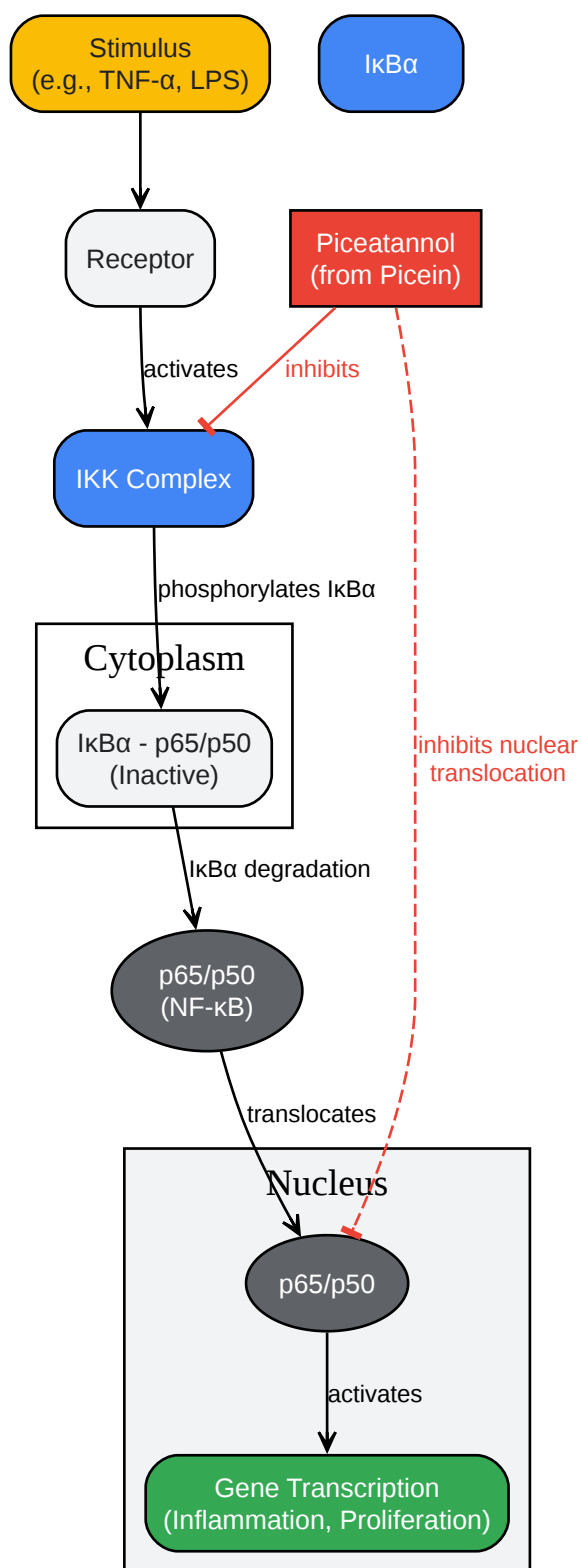 Stimulus
(e.g., TNF-α, LPS)
IκBα
Receptor
Piceatannol
(from Picein)
activates
inhibits
IKK Complex
phosphorylates IκBα
Cytoplasm
IκBα - p65/p50
(Inactive)
inhibits nuclear
translocation
IκBα degradation
p65/p50
(NF-κB)
translocates
Nucleus
p65/p50
activates
Gene Transcription
(Inflammation, Proliferation)